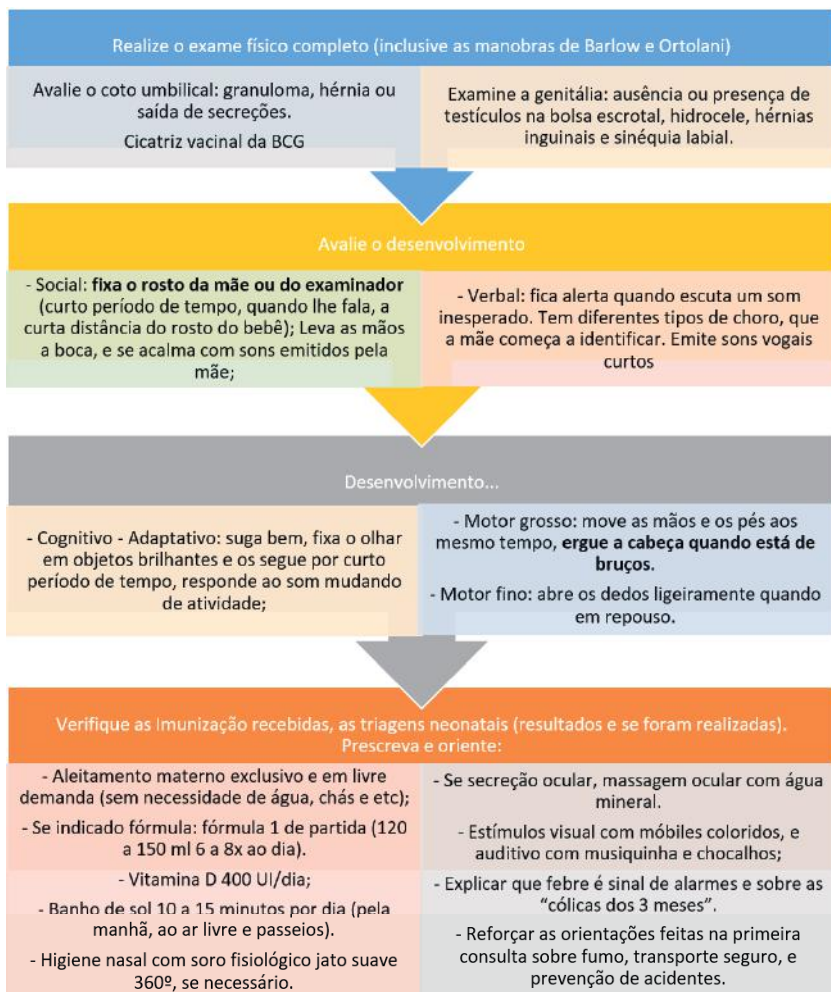 Realize o exame físico completo (inclusive as manobras de Barlow e Ortolani)
Avalie o coto umbilical: granuloma, hérnia ou
saída de secreções.
Cicatriz vacinal da BCG
Examine a genitália: ausência ou presença de
testículos na bolsa escrotal, hidrocele, hérnias
inguinais e sinéquia labial.
Avalie o desenvolvimento
- Social: fixa o rosto da mãe ou do examinador
(curto período de tempo, quando lhe fala, a
curta distância do rosto do bebê); Leva as mãos
a boca, e se acalma com sons emitidos pela
mãe;
- Verbal: fica alerta quando escuta um som
inesperado. Tem diferentes tipos de choro, que
a mãe começa a identificar. Emite sons vogais
curtos
Desenvolvimento...
- Cognitivo - Adaptativo: suga bem, fixa o olhar
em objetos brilhantes e os segue por curto
período de tempo, responde ao som mudando
de atividade;
- Motor grosso: move as mãos e os pés aos
mesmo tempo, ergue a cabeça quando está de
bruços.
- Motor fino: abre os dedos ligeiramente quando
em repouso.
Verifique as Imunização recebidas, as triagens neonatais (resultados e se foram realizadas).
Prescreva e oriente:
- Aleitamento materno exclusivo e em livre
demanda (sem necessidade de água, chás e etc);
- Se indicado fórmula: fórmula 1 de partida (120
a 150 ml 6 a 8x ao dia).
- Vitamina D 400 UI/dia;
- Banho de sol 10 a 15 minutos por dia (pela
manhã, ao ar livre e passeios).
- Higiene nasal com soro fisiológico jato suave
360º, se necessário.
- Se secreção ocular, massagem ocular com água
mineral.
- Estímulos visual com móbiles coloridos, e
auditivo com musiquinha e chocalhos;
- Explicar que febre é sinal de alarmes e sobre as
“cólicas dos 3 meses”.
- Reforçar as orientações feitas na primeira
consulta sobre fumo, transporte seguro, e
prevenção de acidentes.